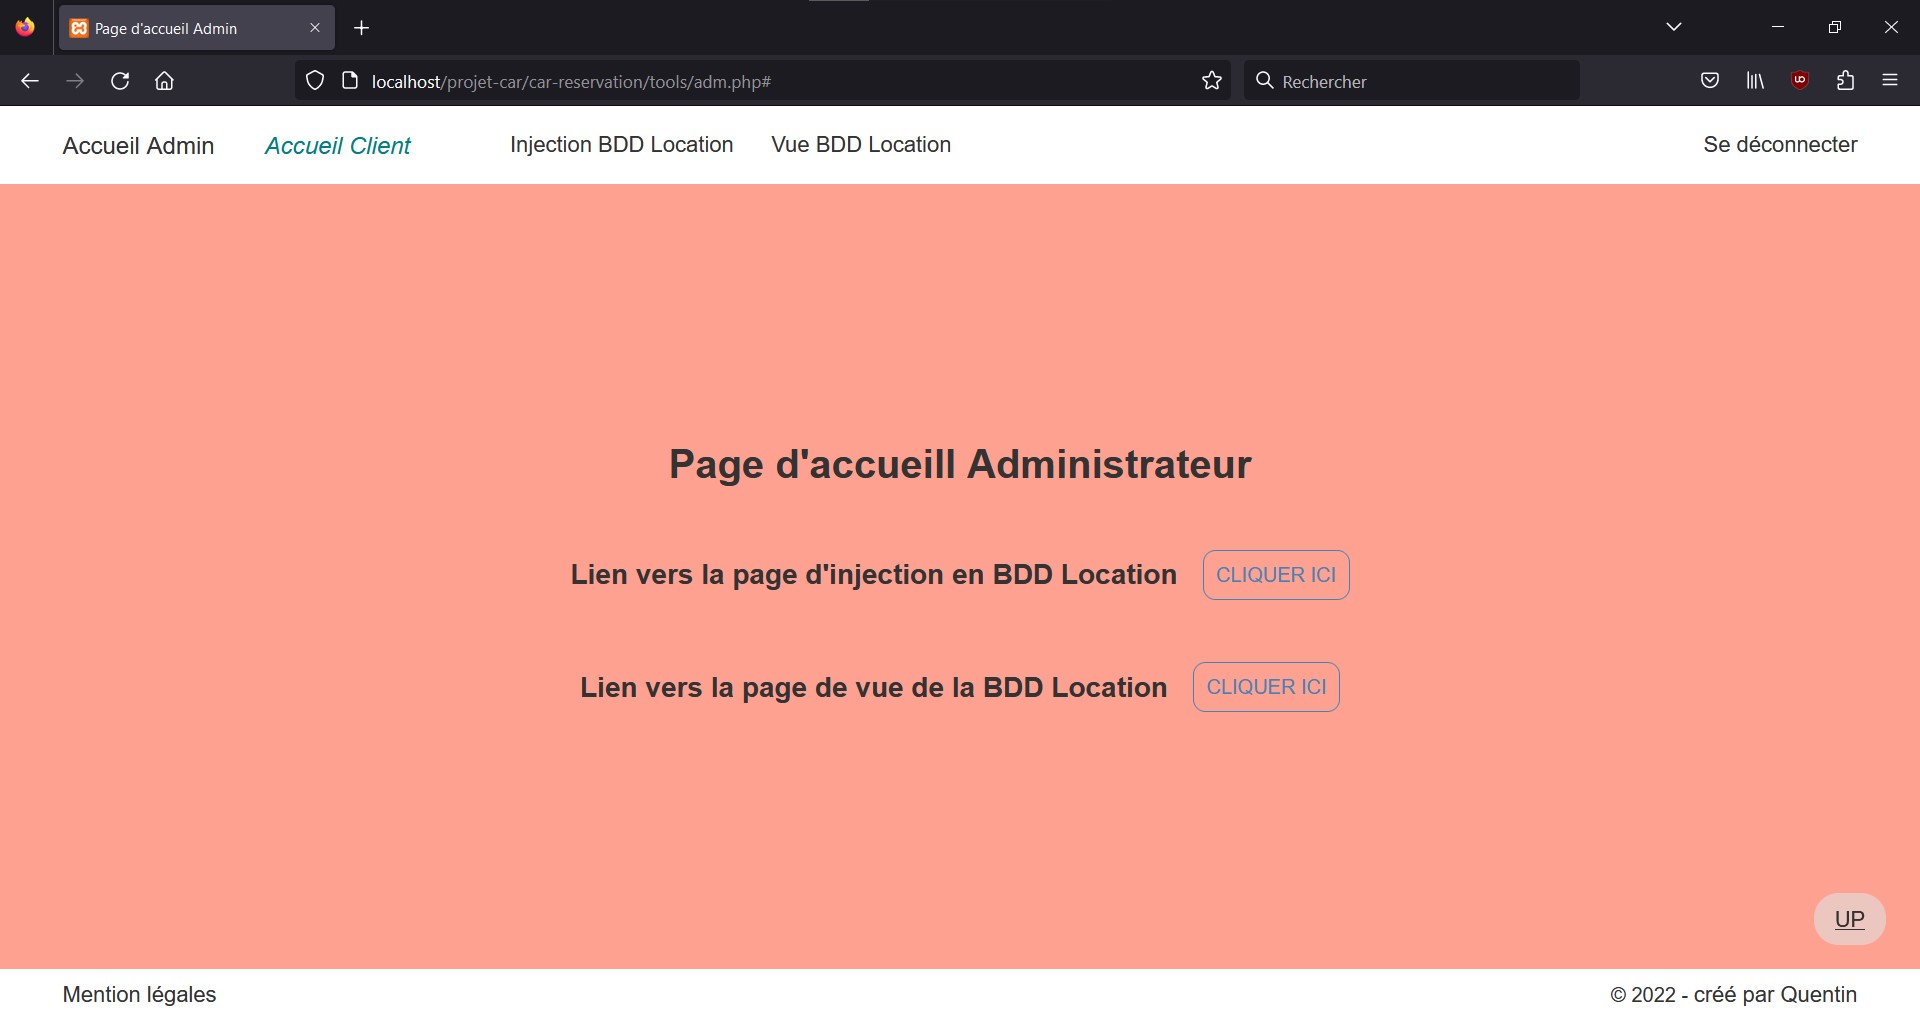 Page d'accueil Admin
localhost/projet-car/car-reservation/tools/adm.php#
Rechercher
Accueil Admin
Accueil Client
Injection BDD Location
Vue BDD Location
Se déconnecter
Page d'accueill Administrateur
Lien vers la page d'injection en BDD Location
CLIQUER ICI
Lien vers la page de vue de la BDD Location
CLIQUER ICI
UP
Mention légales
© 2022 - créé par Quentin